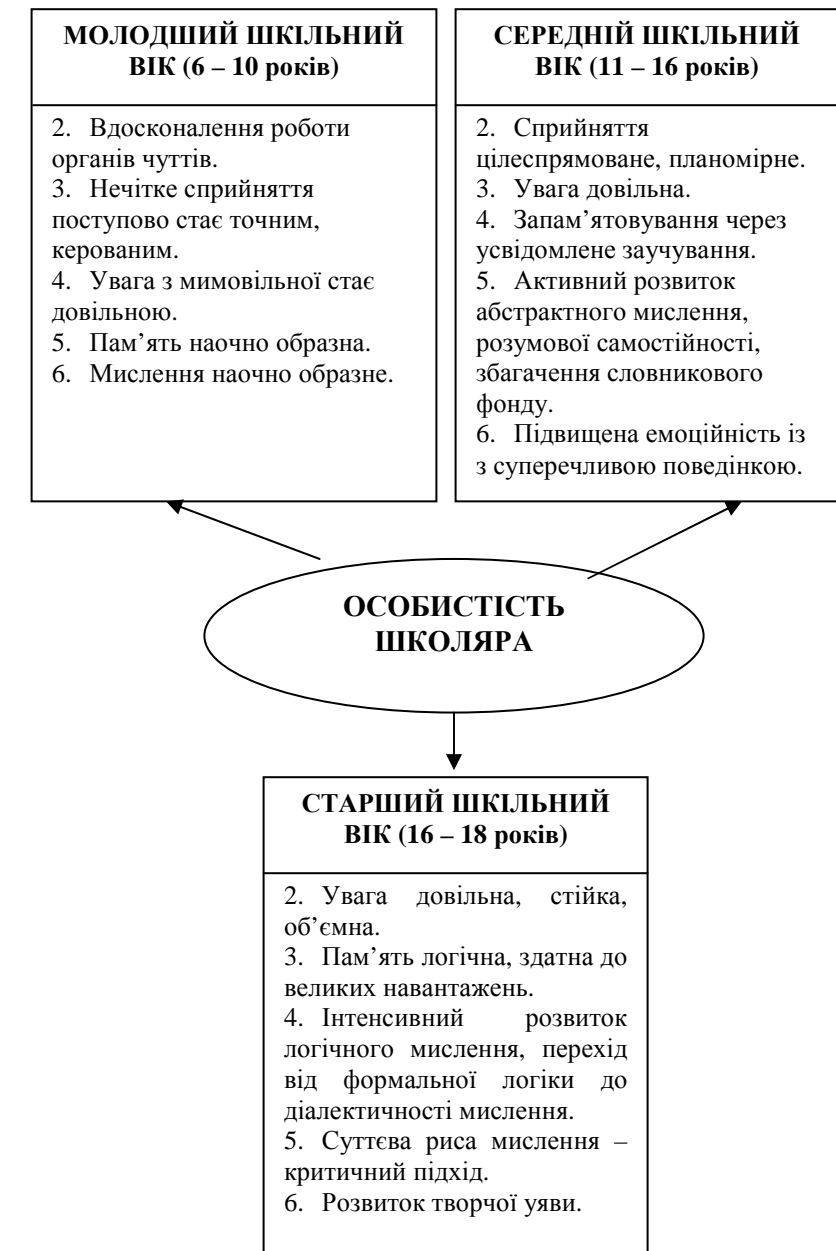 МОЛОДШИЙ ШКІЛЬНИЙ
ВІК (6 – 10 років)
2. Вдосконалення роботи
органів чуттів.
3. Нечітке сприйняття
поступово стає точним,
керованим.
4. Увага з мимовільної стає
довільною.
5. Пам’ять наочно образна.
6. Мислення наочно образне.
СЕРЕДНІЙ ШКІЛЬНИЙ
ВІК (11 – 16 років)
2. Сприйняття
цілеспрямоване, планомірне.
3. Увага довільна.
4. Запам’ятовування через
усвідомлене заучування.
5. Активний розвиток
абстрактного мислення,
розумової самостійності,
збагачення словникового
фонду.
6. Підвищена емоційність із
з суперечливою поведінкою.
ОСОБИСТІСТЬ
ШКОЛЯРА
СТАРШИЙ ШКІЛЬНИЙ
ВІК (16 – 18 років)
2. Увага довільна, стійка,
об’ємна.
3. Пам’ять логічна, здатна до
великих навантажень.
4. Інтенсивний розвиток
логічного мислення, перехід
від формальної логіки до
діалектичності мислення.
5. Суттєва риса мислення –
критичний підхід.
6. Розвиток творчої уяви.